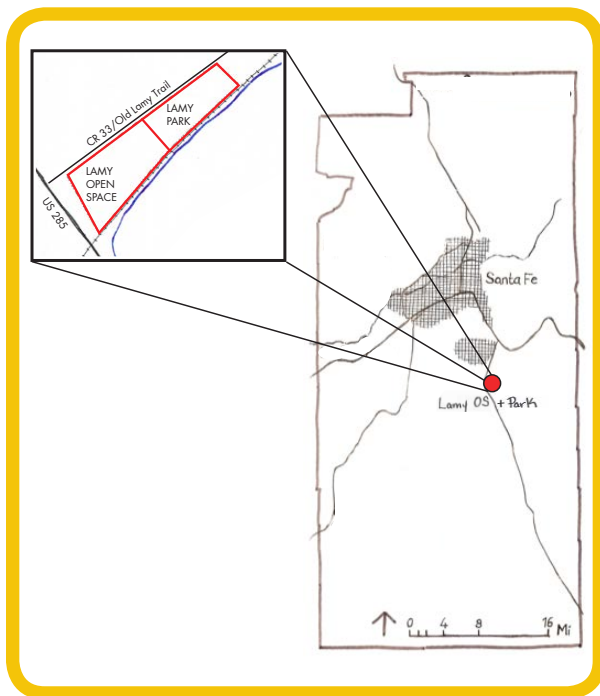 CR 33/Old Lamy Trail
LAMY
PARK
LAMY
OPEN
SPACE
US 285
Santa Fe
Lamy OS + Park
0 4 8 16 Mi